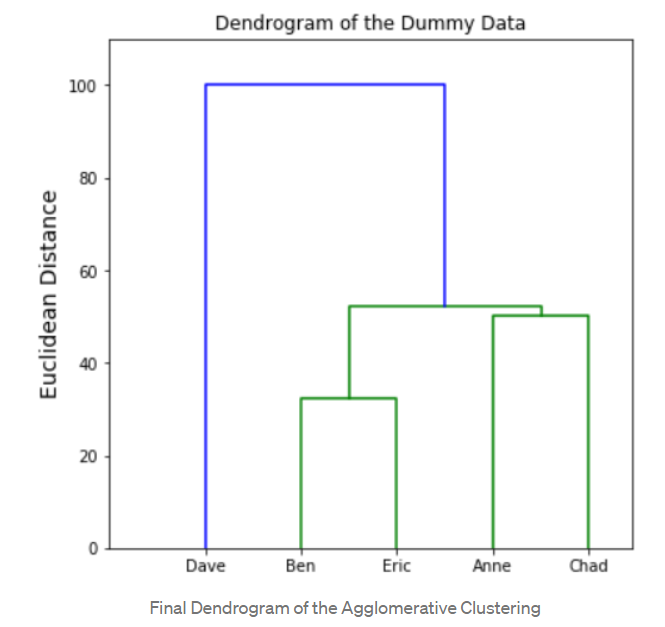 Dendrogram of the Dummy Data
100
80
60
40
20
0
Euclidean Distance
Dave Ben Eric Anne Chad
Final Dendrogram of the Agglomerative Clustering